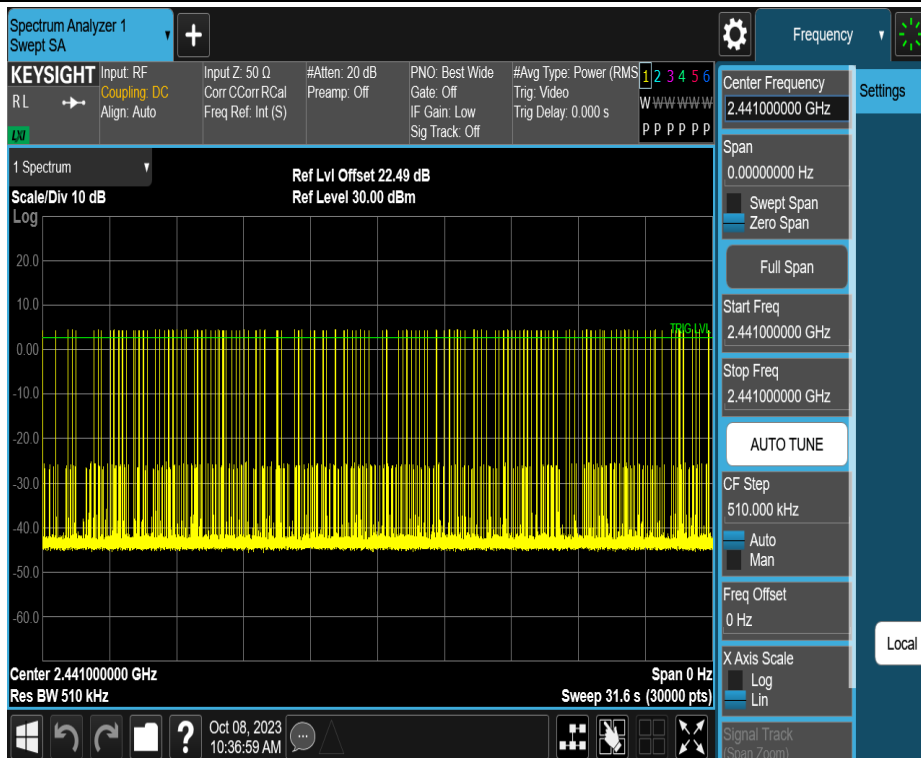 Spectrum Analyzer 1
Swept SA
+
Frequency
KEYSIGHT
RL
LXI
Input: RF
Coupling: DC
Align: Auto
Input Z: 50 Ω
Corr CCorr RCal
Freq Ref: Int (S)
#Atten: 20 dB
Preamp: Off
PNO: Best Wide
Gate: Off
IF Gain: Low
Sig Track: Off
#Avg Type: Power (RMS
Trig: Video
Trig Delay: 0.000 s
1 2 3 4 5 6
W W W W W W
P P P P P P
1 Spectrum
Scale/Div 10 dB
Ref Lvl Offset 22.49 dB
Ref Level 30.00 dBm
Log
20.0
10.0
0.00
-10.0
-20.0
-30.0
-40.0
-50.0
-60.0
TRIG LVL
Center 2.441000000 GHz
Res BW 510 kHz
Span 0 Hz
Sweep 31.6 s (30000 pts)
Center Frequency
2.441000000 GHz
Span
0.00000000 Hz
Swept Span
Zero Span
Full Span
Start Freq
2.441000000 GHz
Stop Freq
2.441000000 GHz
AUTO TUNE
CF Step
510.000 kHz
Auto
Man
Freq Offset
0 Hz
X Axis Scale
Log
Lin
Signal Track
(Span Zoom)
Settings
Local
?
Oct 08, 2023
10:36:59 AM